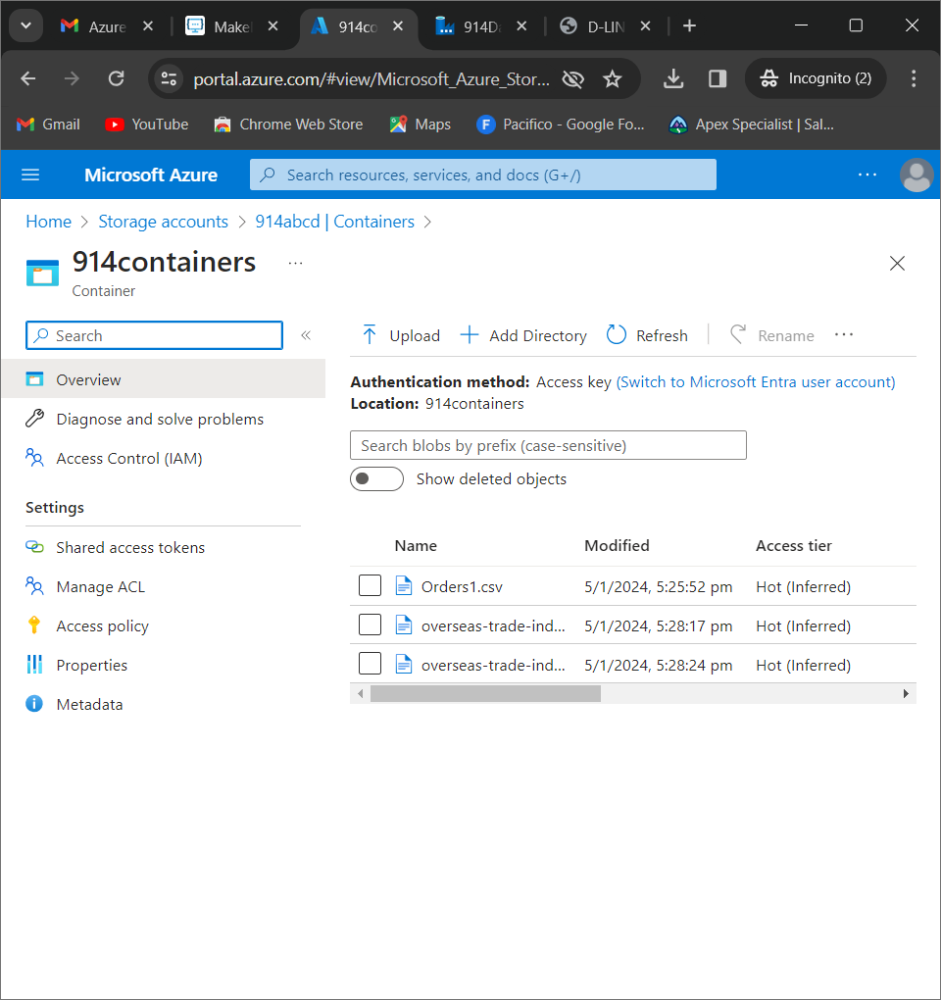 Azure
Make
914co
914Da
D-LIN
portal.azure.com/#view/Microsoft_Azure_Stor...
Incognito (2)
Gmail
YouTube
Chrome Web Store
Maps
Pacifico - Google Fo...
Apex Specialist | Sal...
Microsoft Azure
Search resources, services, and docs (G+/)
...
Home > Storage accounts > 914abcd | Containers >
914containers
...
Container
Search
«
Upload
Add Directory
Refresh
Rename
...
Overview
Diagnose and solve problems
Access Control (IAM)
Settings
Shared access tokens
Manage ACL
Access policy
Properties
Metadata
Authentication method: Access key (Switch to Microsoft Entra user account)
Location: 914containers
Search blobs by prefix (case-sensitive)
Show deleted objects
Name Modified Access tier
Orders1.csv 5/1/2024, 5:25:52 pm Hot (Inferred)
overseas-trade-ind... 5/1/2024, 5:28:17 pm Hot (Inferred)
overseas-trade-ind... 5/1/2024, 5:28:24 pm Hot (Inferred)